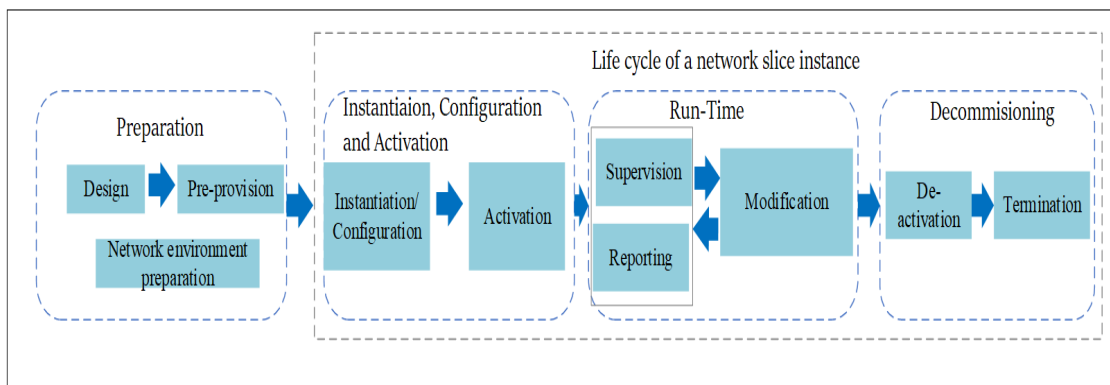 Life cycle of a network slice instance
Preparation
Design
Pre-provision
Network environment
preparation
Instantiaion, Configuration
and Activation
Instantiation/
Configuration
Activation
Run-Time
Supervision
Reporting
Modification
Decommisioning
De-
activation
Termination